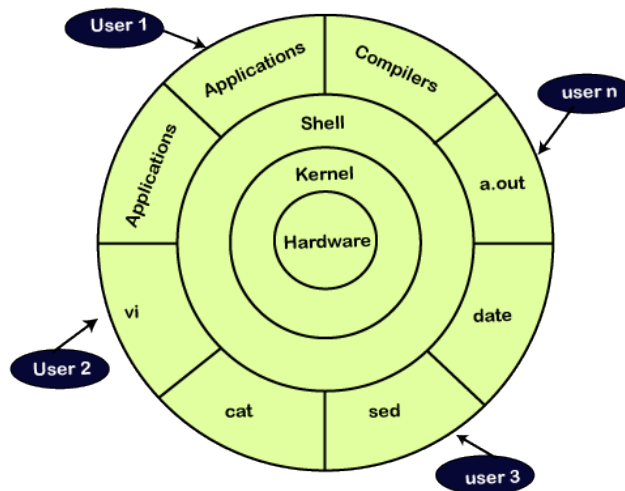 User 1
Applications
Compilers
user n
Shell
Applications
Kernel
a.out
Hardware
vi
date
User 2
cat
sed
user 3